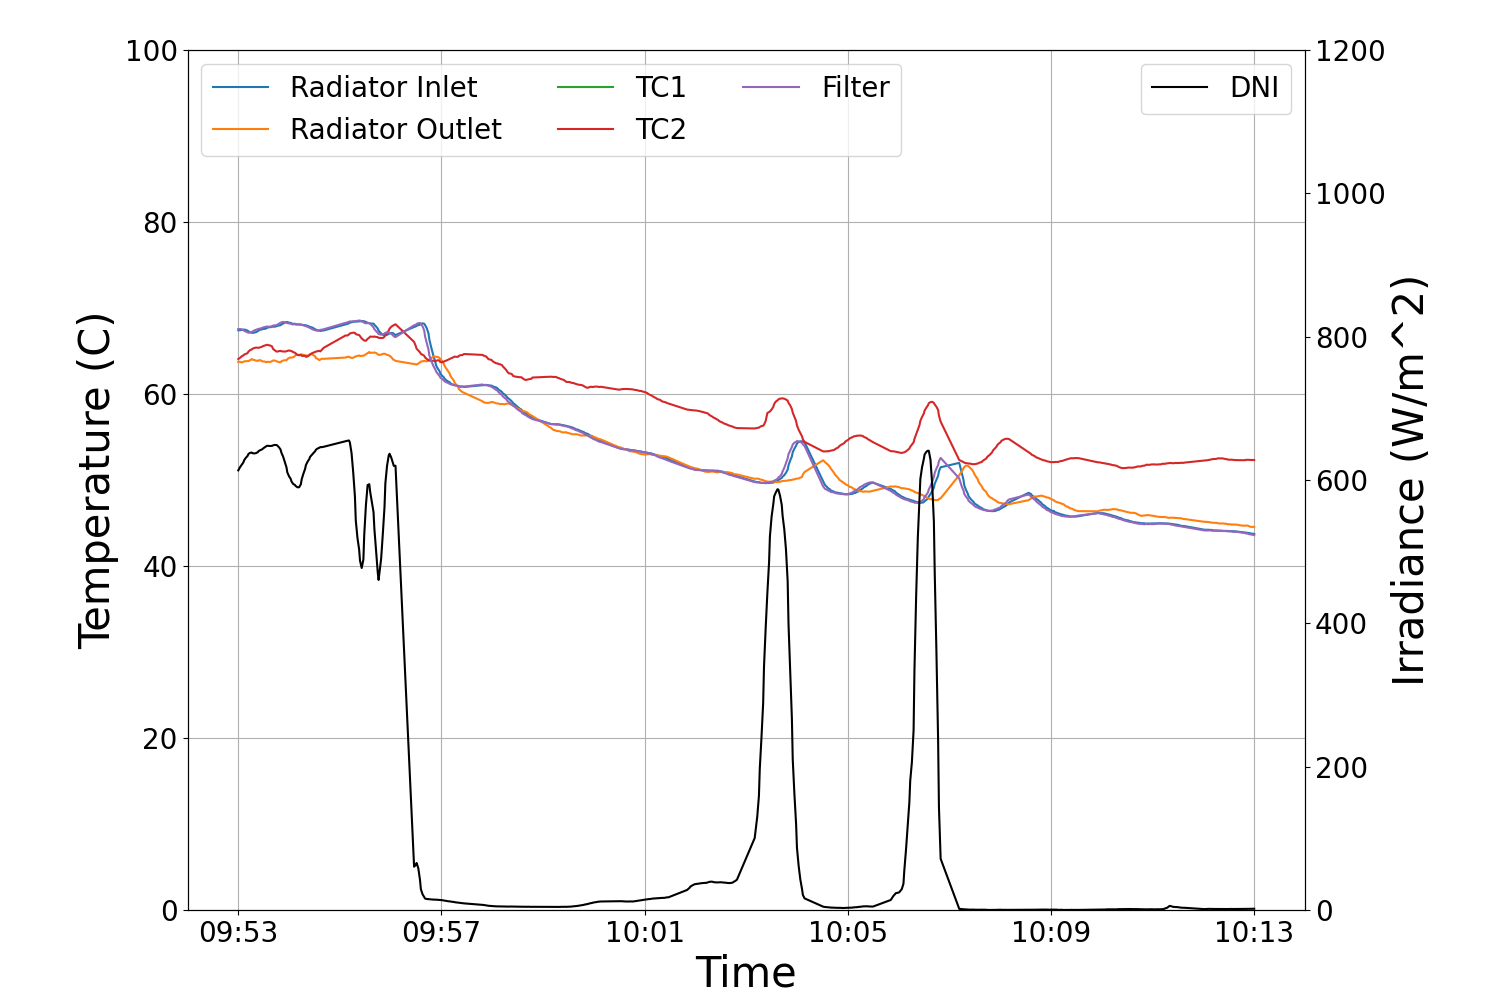 Radiator Inlet
Radiator Outlet
TC1
TC2
Filter
DNI
100
80
60
40
20
0
Temperature (C)
1200
1000
800
600
400
200
0
Irradiance (W/m^2)
09:53 09:57 10:01 10:05 10:09 10:13
Time